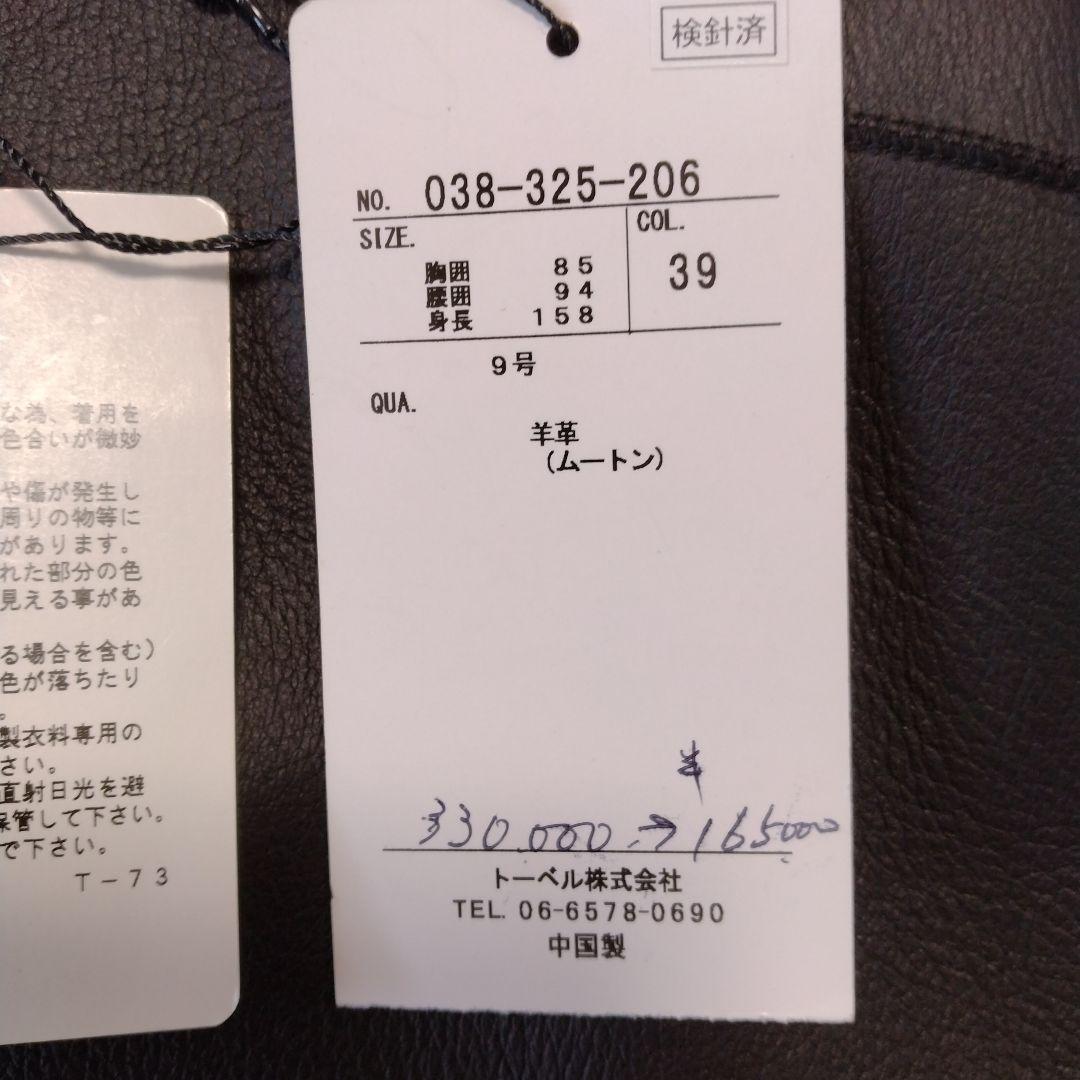 検針済
NO. 038-325-206
SIZE.
COL.
胸囲 85
腰囲 94
身長 158
39
9号
QUA.
羊革
(ムートン)
半
330.000.→165000
トーベル株式会社
TEL. 06-6578-0690
中国製
な為、着用を
色合いが微妙
や傷が発生し
周りの物等に
があります。
れた部分の色
見える事があ
る場合を含む)
色が落ちたり
。
製衣料専用の
さい。
直射日光を避
保管して下さい。
で下さい。
T-73